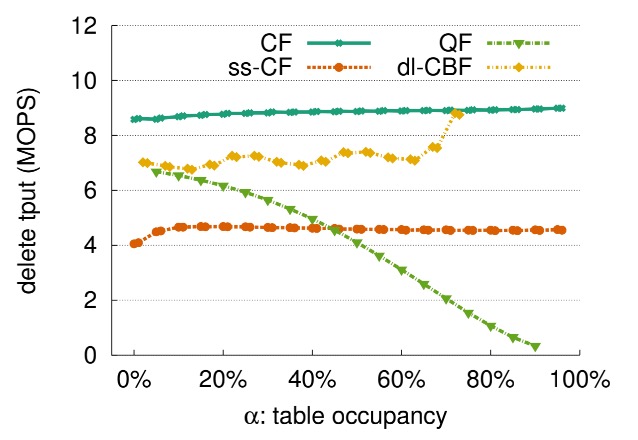 12
10
8
6
4
2
0
delete tput (MOPS)
CF QF
ss-CF dl-CBF
0% 20% 40% 60% 80% 100%
α: table occupancy